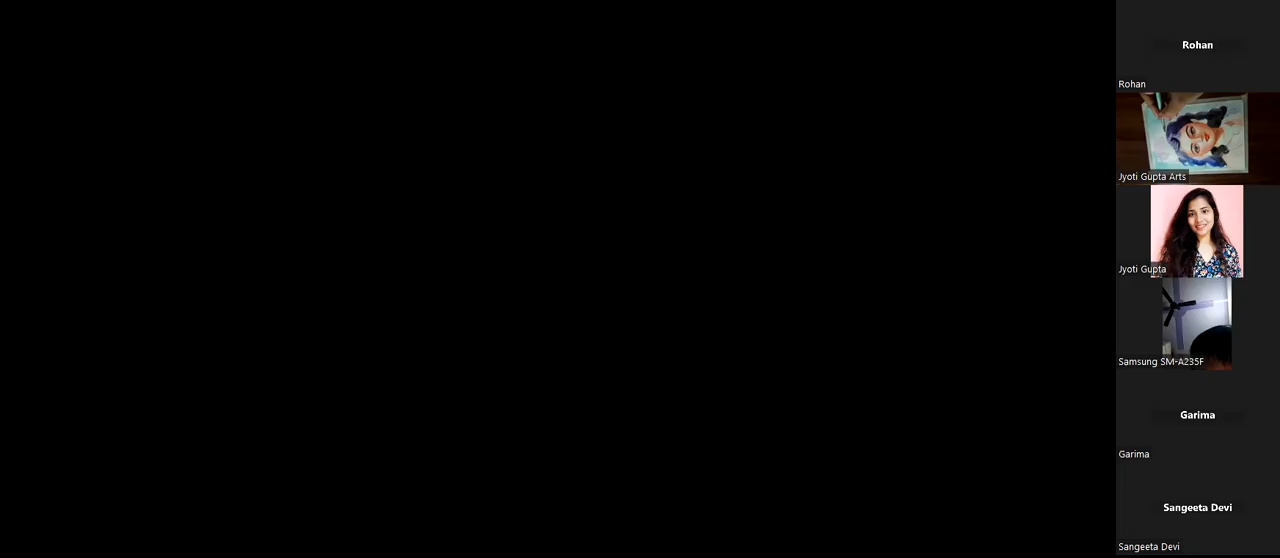 Rohan
Rohan
Jyoti Gupta Arts
Jyoti Gupta
Samsung SM-A235F
Garima
Garima
Sangeeta Devi
Sangeeta Devi